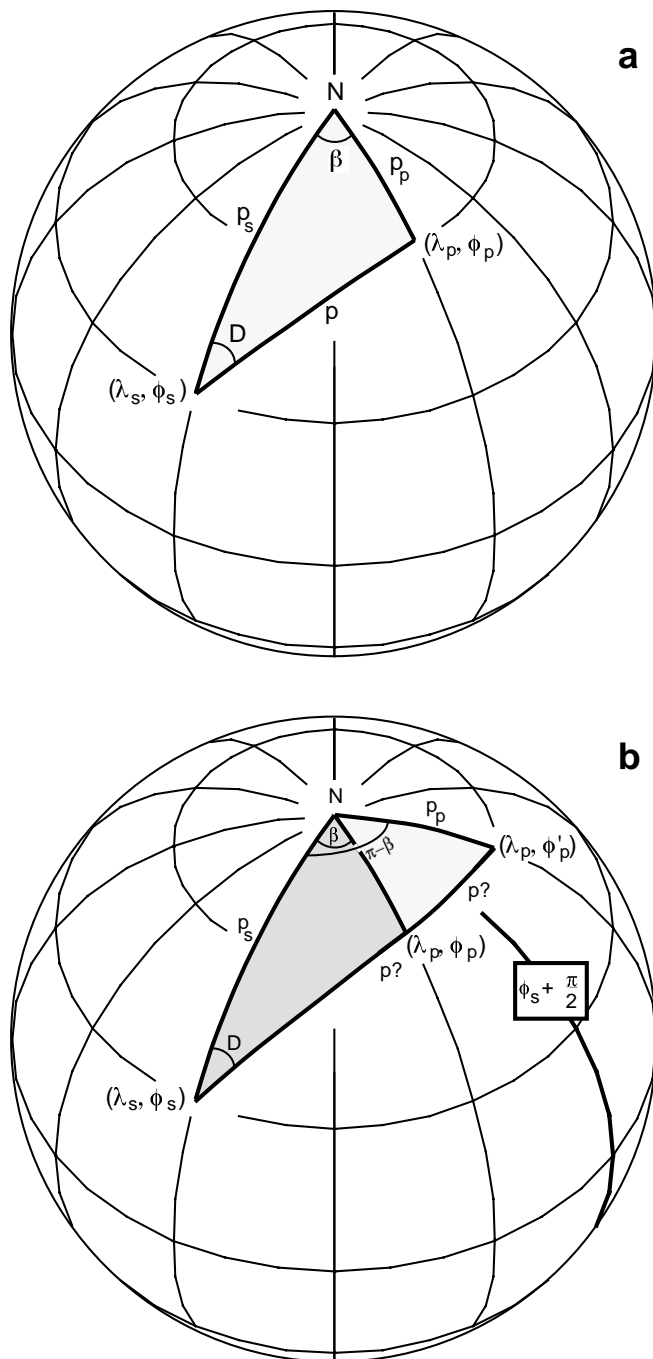 a
N
β
p_p
p_s
(λ_p, ϕ_p)
D
p
(λ_s, ϕ_s)
b
N
p_p
β
π–β
(λ_p, ϕ'_p)
p?
p_s
(λ_p, ϕ_p)
p?
ϕ_s + π/2
D
(λ_s, ϕ_s)